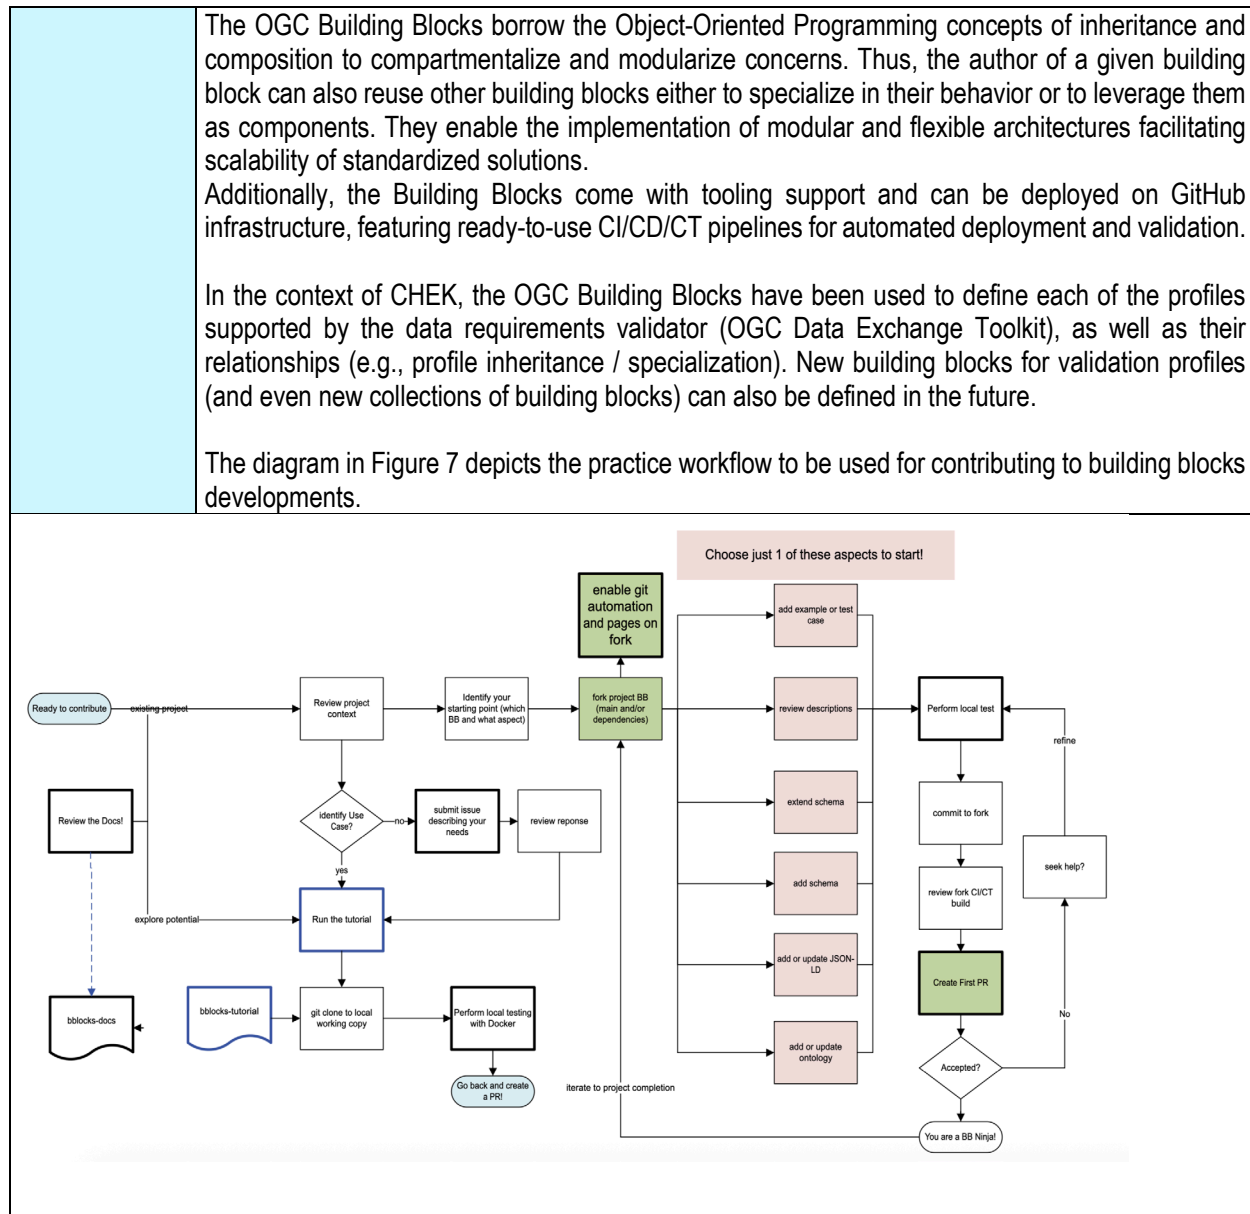 The OGC Building Blocks borrow the Object-Oriented Programming concepts of inheritance and
composition to compartmentalize and modularize concerns. Thus, the author of a given building
block can also reuse other building blocks either to specialize in their behavior or to leverage them
as components. They enable the implementation of modular and flexible architectures facilitating
scalability of standardized solutions.
Additionally, the Building Blocks come with tooling support and can be deployed on GitHub
infrastructure, featuring ready-to-use CI/CD/CT pipelines for automated deployment and validation.
In the context of CHEK, the OGC Building Blocks have been used to define each of the profiles
supported by the data requirements validator (OGC Data Exchange Toolkit), as well as their
relationships (e.g., profile inheritance / specialization). New building blocks for validation profiles
(and even new collections of building blocks) can also be defined in the future.
The diagram in Figure 7 depicts the practice workflow to be used for contributing to building blocks
developments.
Choose just 1 of these aspects to start!
enable git
automation
and pages on
fork
add example or test
case
Ready to contribute
existing project
Review project
context
Identify your
starting point (which
BB and what aspect)
fork project BB
(main and/or
dependencies)
review descriptions
Perform local test
refine
Review the Docs!
identify Use
Case?
no
submit issue
describing your
needs
review reponse
extend schema
commit to fork
yes
seek help?
add schema
review fork CI/CT
build
explore potential
Run the tutorial
add or update JSON-
LD
Create First PR
bblocks-docs
bblocks-tutorial
git clone to local
working copy
Perform local testing
with Docker
No
add or update
ontology
Accepted?
Go back and create
a PR!
iterate to project completion
You are a BB Ninja!